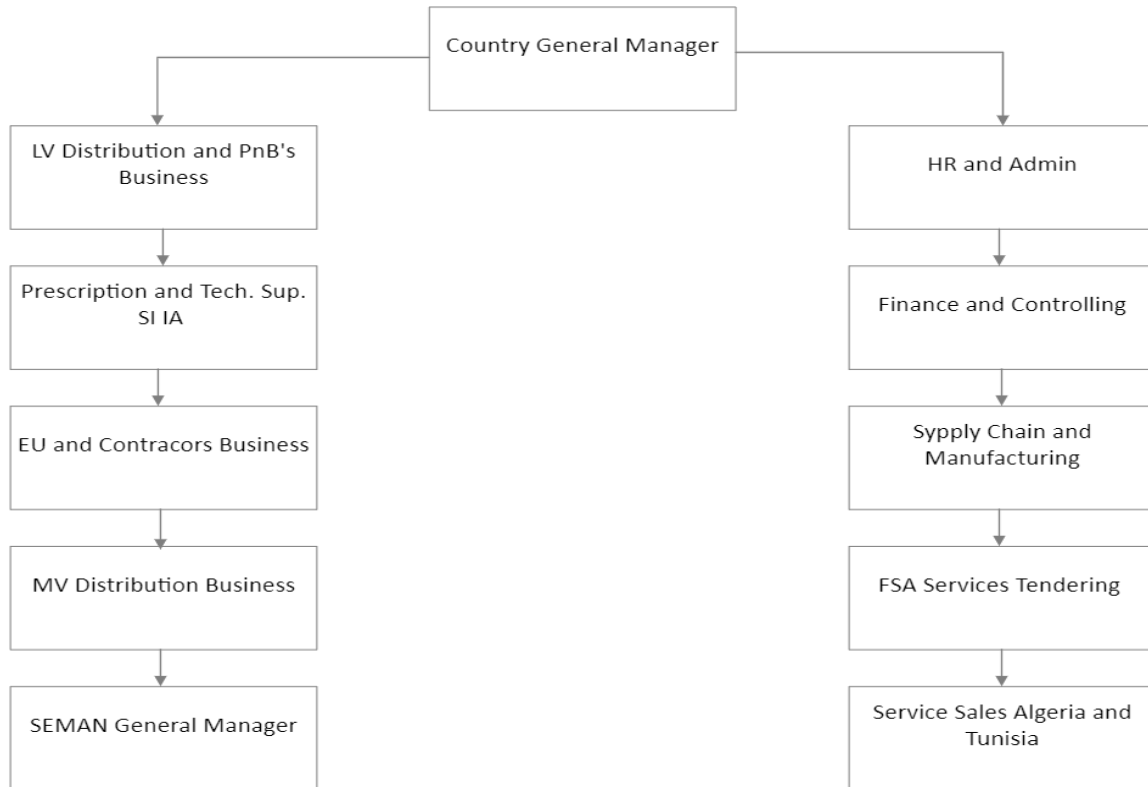 Country General Manager
LV Distribution and PnB's
Business
HR and Admin
Prescription and Tech. Sup.
SI IA
Finance and Controlling
EU and Contracors Business
Sypply Chain and
Manufacturing
MV Distribution Business
FSA Services Tendering
SEMAN General Manager
Service Sales Algeria and
Tunisia